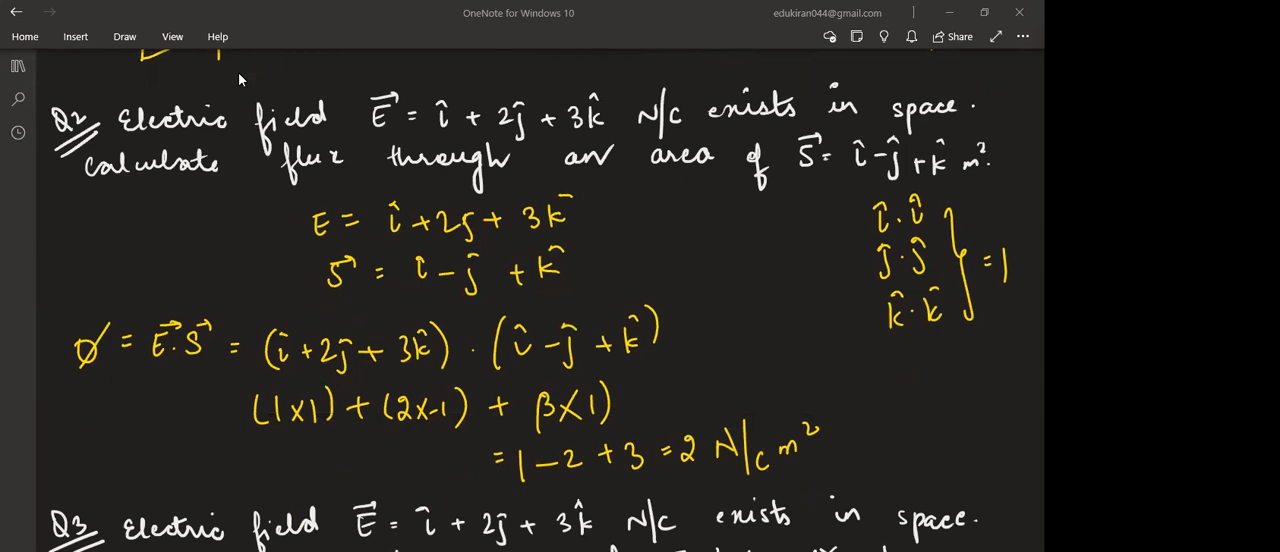 OneNote for Windows 10
edukiran044@gmail.com
Home Insert Draw View Help
Share
Q2 Electric field E⃗ = î + 2ĵ + 3k̂ N/C exists in space.
Calculate flux through an area of S⃗ = î - ĵ + k̂ m².
E = î + 2j + 3k̂
S⃗ = î - ĵ + k̂
î . î
ĵ . ĵ
k̂ . k̂
} = 1
Ø = E⃗.S⃗ = (î + 2ĵ + 3k̂) . (î - ĵ + k̂)
(1×1) + (2×-1) + (3×1)
= 1 - 2 + 3 = 2 N/C m²
Q3 Electric field E⃗ = î + 2ĵ + 3k̂ N/C exists in space.